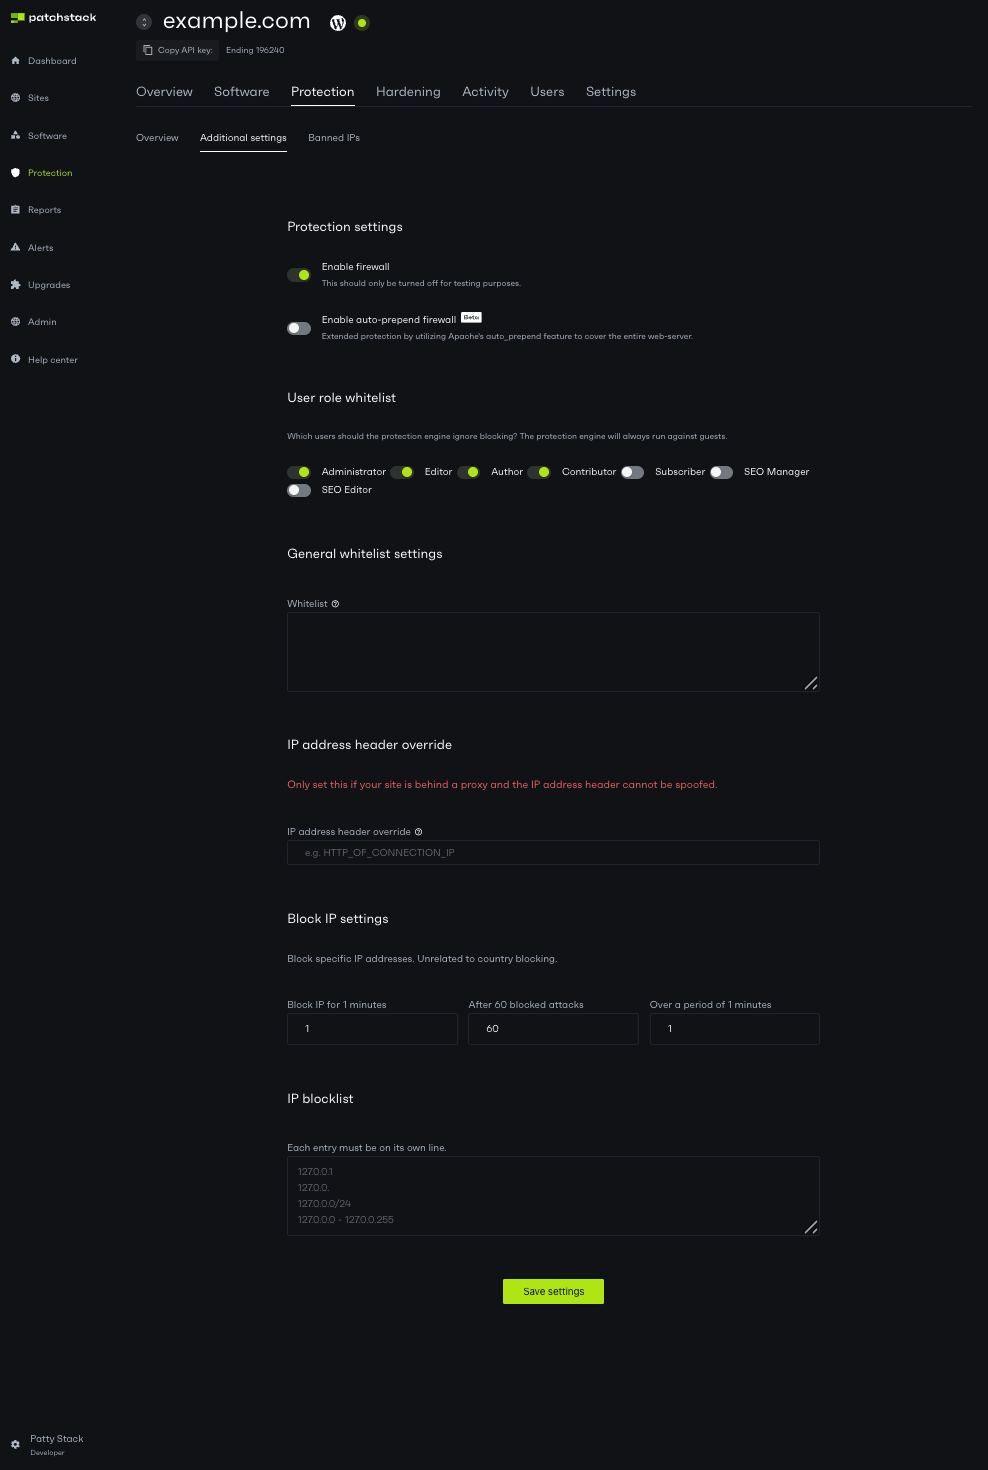 patchstack
example.com
Copy API key:
Ending 196240
Dashboard
Sites
Software
Protection
Reports
Alerts
Upgrades
Admin
Help center
Overview Software Protection Hardening Activity Users Settings
Overview Additional settings Banned IPs
Protection settings
Enable firewall
This should only be turned off for testing purposes.
Enable auto-prepend firewall Beta
Extended protection by utilizing Apache's auto_prepend feature to cover the entire web-server.
User role whitelist
Which users should the protection engine ignore blocking? The protection engine will always run against guests.
Administrator Editor Author Contributor Subscriber SEO Manager
SEO Editor
General whitelist settings
Whitelist
IP address header override
Only set this if your site is behind a proxy and the IP address header cannot be spoofed.
IP address header override
e.g. HTTP_OF_CONNECTION_IP
Block IP settings
Block specific IP addresses. Unrelated to country blocking.
Block IP for 1 minutes After 60 blocked attacks Over a period of 1 minutes
1 60 1
IP blocklist
Each entry must be on its own line.
127.0.0.1
127.0.0.
127.0.0.0/24
127.0.0.0 - 127.0.0.255
Save settings
Patty Stack
Developer